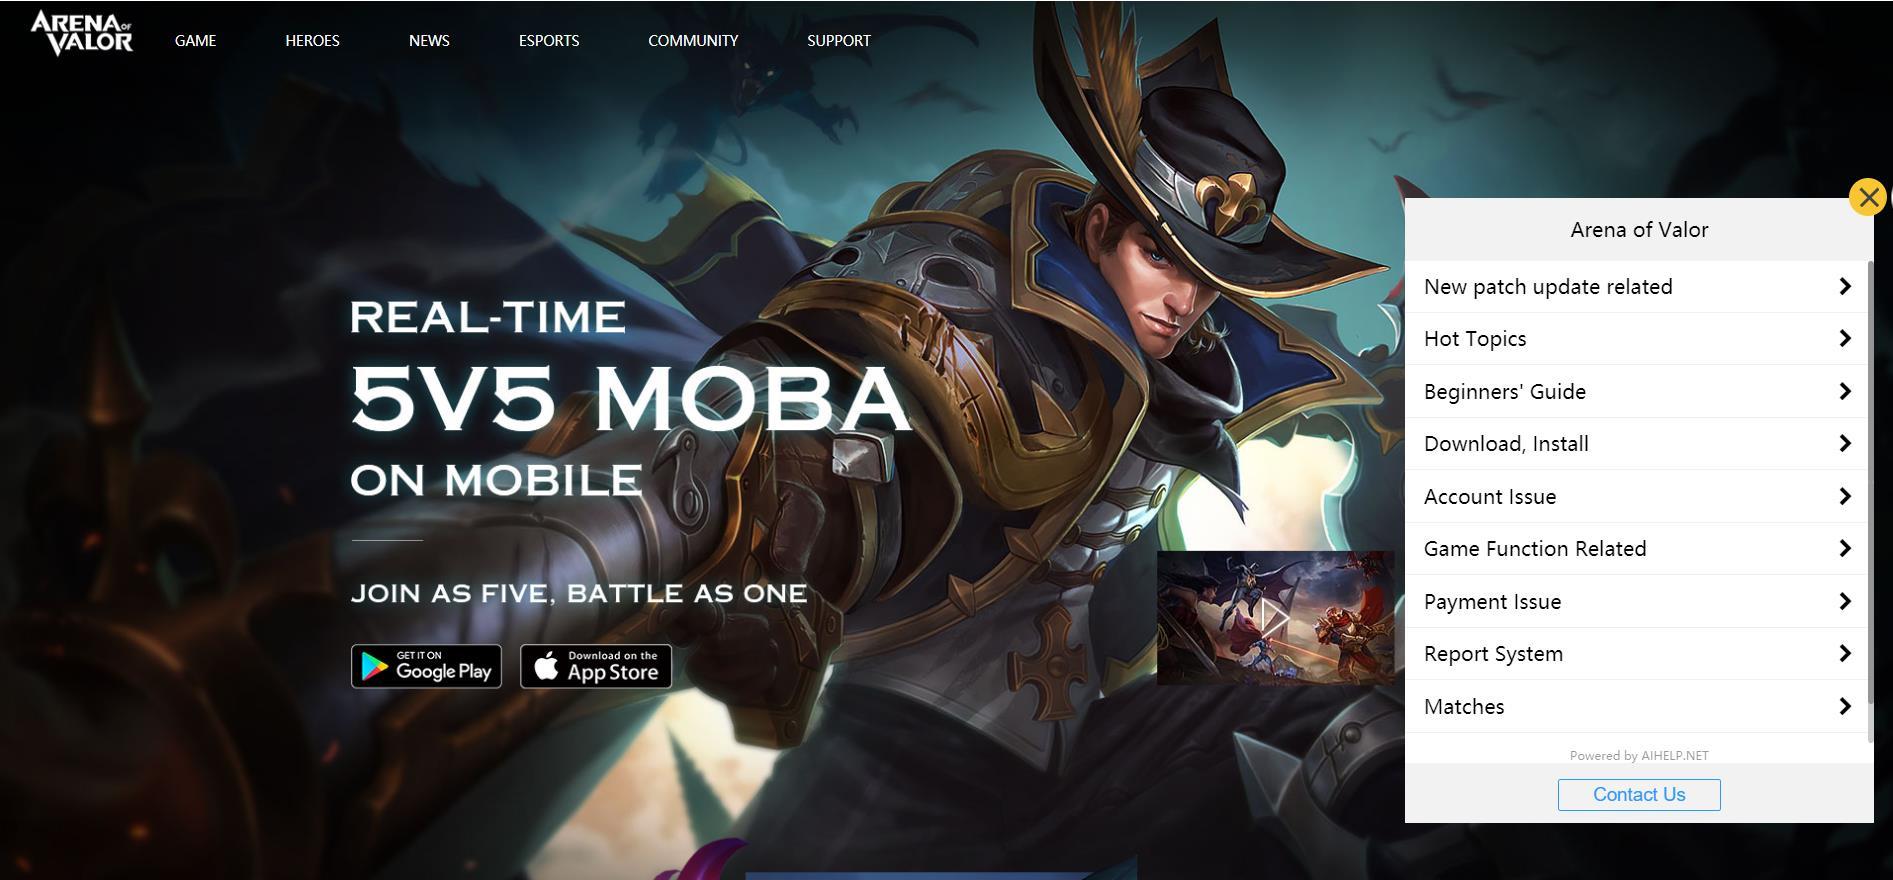 ARENA OF
VALOR
GAME
HEROES
NEWS
ESPORTS
COMMUNITY
SUPPORT
REAL-TIME
5V5 MOBA
ON MOBILE
JOIN AS FIVE, BATTLE AS ONE
GET IT ON
Google Play
Download on the
App Store
Arena of Valor
New patch update related
Hot Topics
Beginners' Guide
Download, Install
Account Issue
Game Function Related
Payment Issue
Report System
Matches
Powered by AIHELP.NET
Contact Us